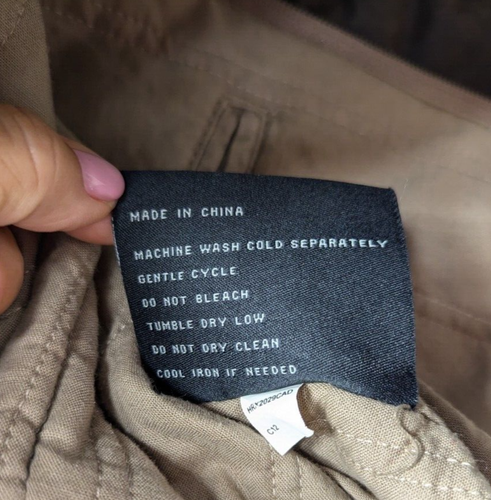 MADE IN CHINA
MACHINE WASH COLD SEPARATELY
GENTLE CYCLE
DO NOT BLEACH
TUMBLE DRY LOW
DO NOT DRY CLEAN
COOL IRON IF NEEDED
C12